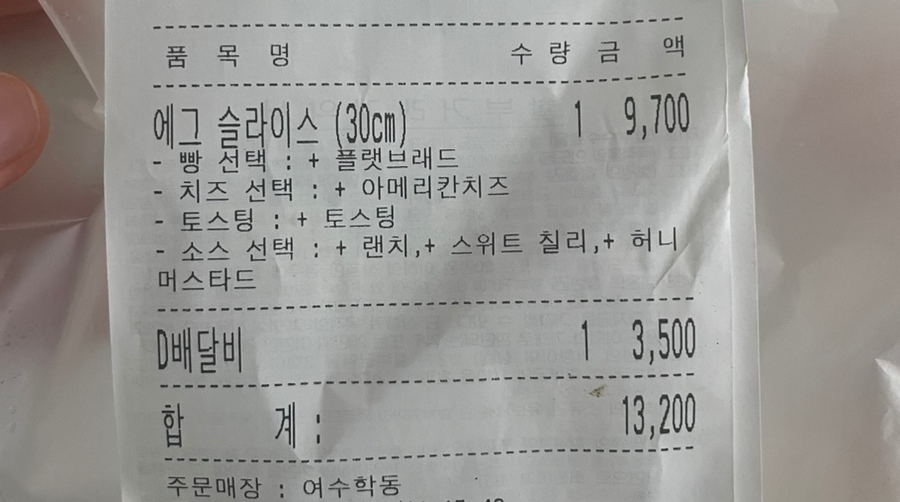 품 목 명 수 량 금 액
에그 슬라이스 (30cm) 1 9,700
- 빵 선택 : + 플랫브래드
- 치즈 선택 : + 아메리칸치즈
- 토스팅 : + 토스팅
- 소스 선택 : + 랜치,+ 스위트 칠리,+ 허니
머스타드
D배달비 1 3,500
합 계 : 13,200
주문매장 : 여수학동